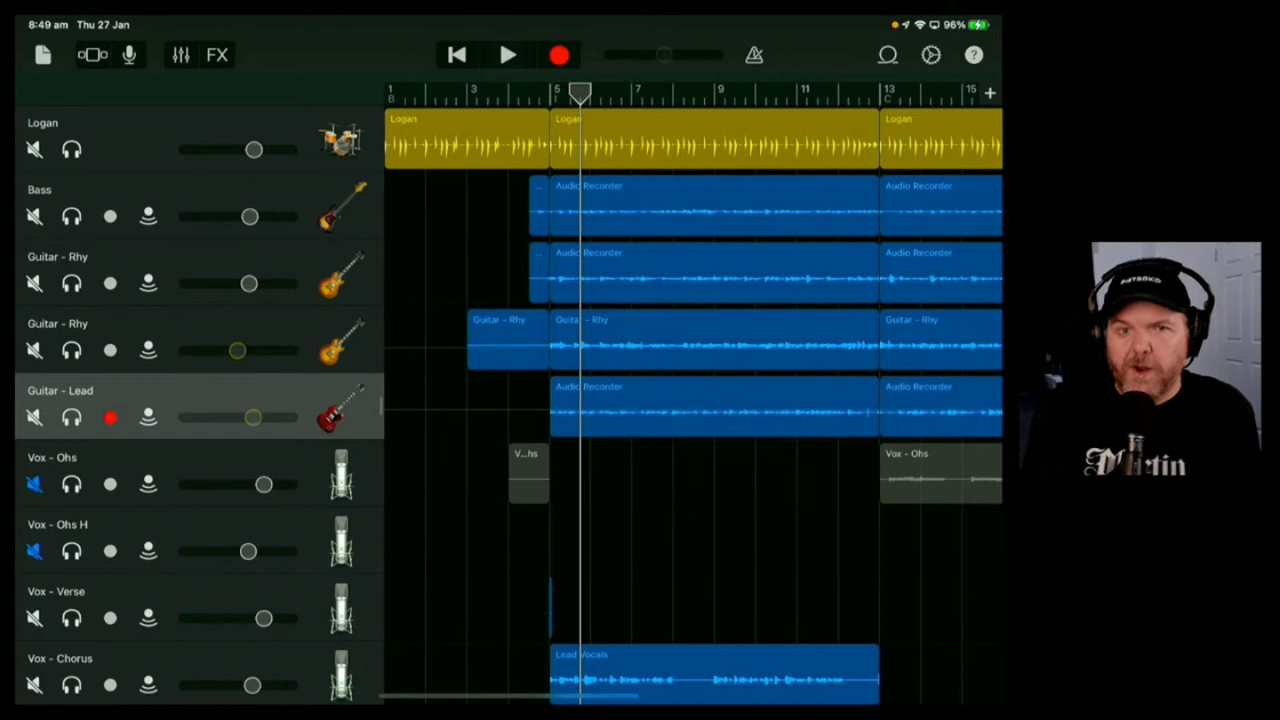 8:49 am Thu 27 Jan
96%
FX
1 3 5 7 9 11 13 15
B I C
Logan
Logan Logan Logan
Bass
... Audio Recorder Audio Recorder
Guitar - Rhy
... Audio Recorder Audio Recorder
Guitar - Rhy
Guitar - Rhy Guitar - Rhy Guitar - Rhy
Guitar - Lead
Audio Recorder Audio Recorder
Vox - Ohs
V...hs Vox - Ohs
Vox - Ohs H
Vox - Verse
Vox - Chorus
Lead Vocals
Martin